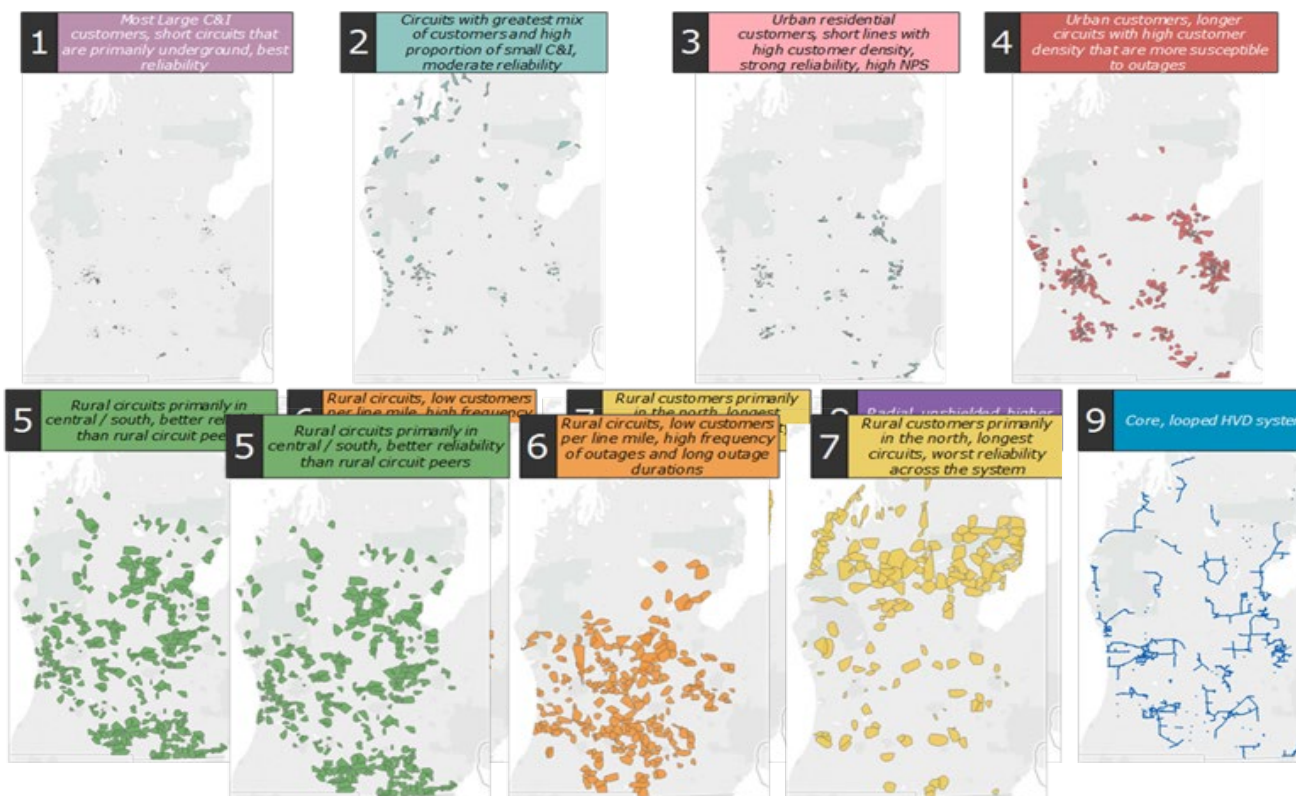 1
Most Large C&I
customers, short circuits that
are primarily underground, best
reliability
2
Circuits with greatest mix
of customers and high
proportion of small C&I,
moderate reliability
3
Urban residential
customers, short lines with
high customer density,
strong reliability, high NPS
4
Urban customers, longer
circuits with high customer
density that are more susceptible
to outages
5
Rural circuits primarily in
central / south, better
than rural circuit
Rural circuits, low customers
per line mile, high frequency
Rural customers primarily
in the north, longest
Radial, unshielded, higher
9
Core, looped HVD system
5
Rural circuits primarily in
central / south, better reliability
than rural circuit peers
6
Rural circuits, low customers
per line mile, high frequency
of outages and long outage
durations
7
Rural customers primarily
in the north, longest
circuits, worst reliability
across the system